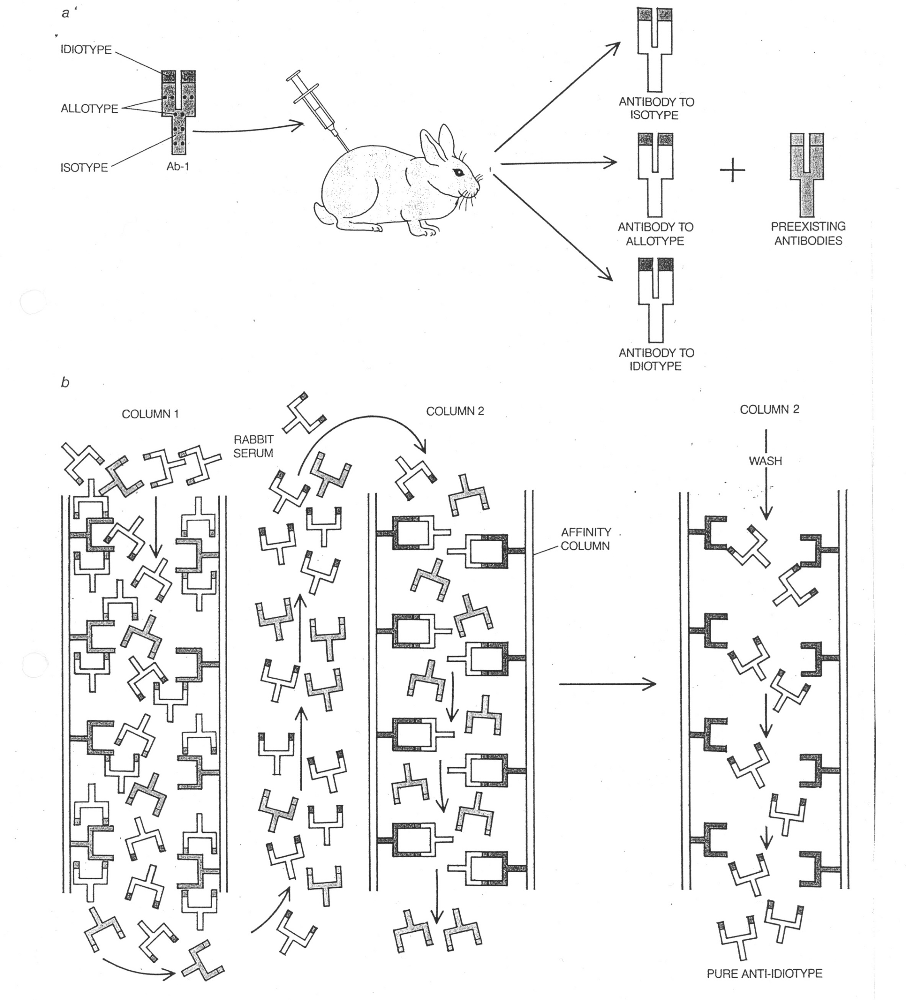 a
IDIOTYPE
ALLOTYPE
ISOTYPE
Ab-1
ANTIBODY TO
ISOTYPE
ANTIBODY TO
ALLOTYPE
PREEXISTING
ANTIBODIES
ANTIBODY TO
IDIOTYPE
b
COLUMN 1
RABBIT
SERUM
COLUMN 2
AFFINITY
COLUMN
COLUMN 2
WASH
PURE ANTI-IDIOTYPE